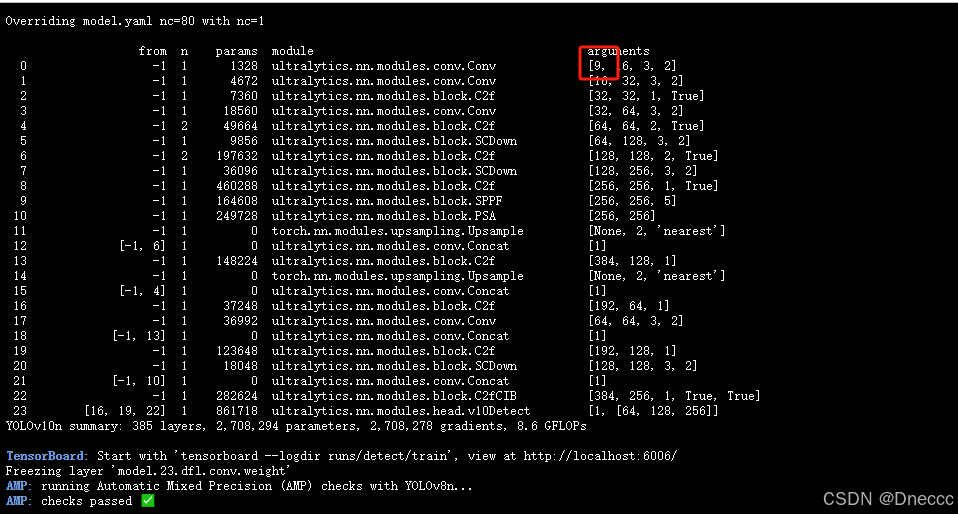 Overriding model.yaml nc=80 with nc=1
from n params module arguments
0 -1 1 1328 ultralytics.nn.modules.conv.Conv [9, 16, 3, 2]
1 -1 1 4672 ultralytics.nn.modules.conv.Conv [16, 32, 3, 2]
2 -1 1 7360 ultralytics.nn.modules.block.C2f [32, 32, 1, True]
3 -1 1 18560 ultralytics.nn.modules.conv.Conv [32, 64, 3, 2]
4 -1 2 49664 ultralytics.nn.modules.block.C2f [64, 64, 2, True]
5 -1 1 9856 ultralytics.nn.modules.block.SCDown [64, 128, 3, 2]
6 -1 2 197632 ultralytics.nn.modules.block.C2f [128, 128, 2, True]
7 -1 1 36096 ultralytics.nn.modules.block.SCDown [128, 256, 3, 2]
8 -1 1 460288 ultralytics.nn.modules.block.C2f [256, 256, 1, True]
9 -1 1 164608 ultralytics.nn.modules.block.SPPF [256, 256, 5]
10 -1 1 249728 ultralytics.nn.modules.block.PSA [256, 256]
11 -1 1 0 torch.nn.modules.upsampling.Upsample [None, 2, 'nearest']
12 [-1, 6] 1 0 ultralytics.nn.modules.conv.Concat [1]
13 -1 1 148224 ultralytics.nn.modules.block.C2f [384, 128, 1]
14 -1 1 0 torch.nn.modules.upsampling.Upsample [None, 2, 'nearest']
15 [-1, 4] 1 0 ultralytics.nn.modules.conv.Concat [1]
16 -1 1 37248 ultralytics.nn.modules.block.C2f [192, 64, 1]
17 -1 1 36992 ultralytics.nn.modules.conv.Conv [64, 64, 3, 2]
18 [-1, 13] 1 0 ultralytics.nn.modules.conv.Concat [1]
19 -1 1 123648 ultralytics.nn.modules.block.C2f [192, 128, 1]
20 -1 1 18048 ultralytics.nn.modules.block.SCDown [128, 128, 3, 2]
21 [-1, 10] 1 0 ultralytics.nn.modules.conv.Concat [1]
22 -1 1 282624 ultralytics.nn.modules.block.C2fCIB [384, 256, 1, True, True]
23 [16, 19, 22] 1 861718 ultralytics.nn.modules.head.v10Detect [1, [64, 128, 256]]
YOLOv10n summary: 385 layers, 2,708,294 parameters, 2,708,278 gradients, 8.6 GFLOPs
TensorBoard: Start with 'tensorboard --logdir runs/detect/train', view at http://localhost:6006/
Freezing layer 'model.23.dfl.conv.weight'
AMP: running Automatic Mixed Precision (AMP) checks with YOLOv8n...
AMP: checks passed ✅
CSDN @Dneccc